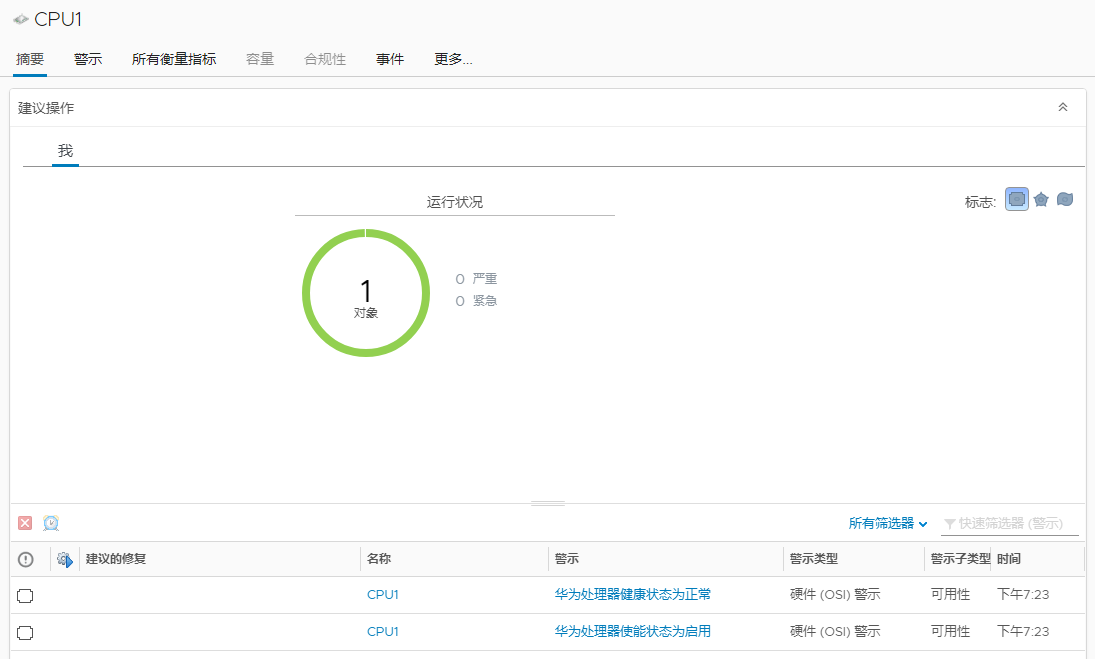 CPU1
摘要 警示 所有衡量指标 容量 合规性 事件 更多...
建议操作
我
运行状况
标志:
1
对象
0 严重
0 紧急
所有筛选器 快速筛选器 (警示)
建议的修复 名称 警示 警示类型 警示子类型 时间
CPU1 华为处理器健康状态为正常 硬件 (OSI) 警示 可用性 下午7:23
CPU1 华为处理器使能状态为启用 硬件 (OSI) 警示 可用性 下午7:23